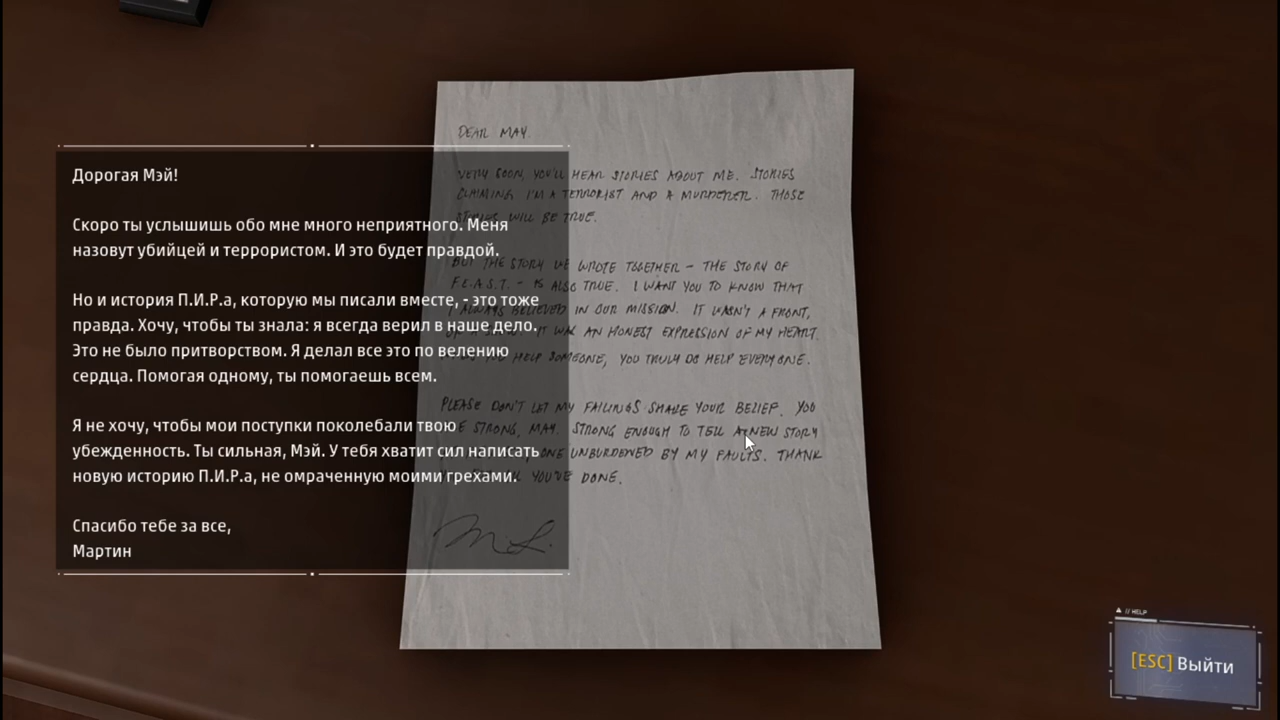 Дорогая Мэй!
Скоро ты услышишь обо мне много неприятного. Меня
назовут убийцей и террористом. И это будет правдой.
Но и история П.И.Р.а, которую мы писали вместе, - это тоже
правда. Хочу, чтобы ты знала: я всегда верил в наше дело.
Это не было притворством. Я делал все это по велению
сердца. Помогая одному, ты помогаешь всем.
Я не хочу, чтобы мои поступки поколебали твою
убежденность. Ты сильная, Мэй. У тебя хватит сил написать
новую историю П.И.Р.а, не омраченную моими грехами.
Спасибо тебе за все,
Мартин
DEAR MAY.
VERY SOON, YOU'LL HEAR STORIES ABOUT ME. STORIES
CLAIMING I'M A TERRORIST AND A MURDERER. THOSE
STORIES WILL BE TRUE.
BUT THE STORY WE WROTE TOGETHER - THE STORY OF
F.E.A.S.T. - IS ALSO TRUE. I WANT YOU TO KNOW THAT
I ALWAYS BELIEVED IN OUR MISSION. IT WASN'T A FRONT,
IT WAS AN HONEST EXPRESSION OF MY HEART.
HELP SOMEONE, YOU TRULY DO HELP EVERYONE.
PLEASE DON'T LET MY FAILINGS SHAKE YOUR BELIEF. YOU
STRONG, MAY. STRONG ENOUGH TO TELL A NEW STORY
ONE UNBURDENED BY MY FAULTS. THANK
YOU'VE DONE.
M.L.
// HELP
[ESC] Выйти